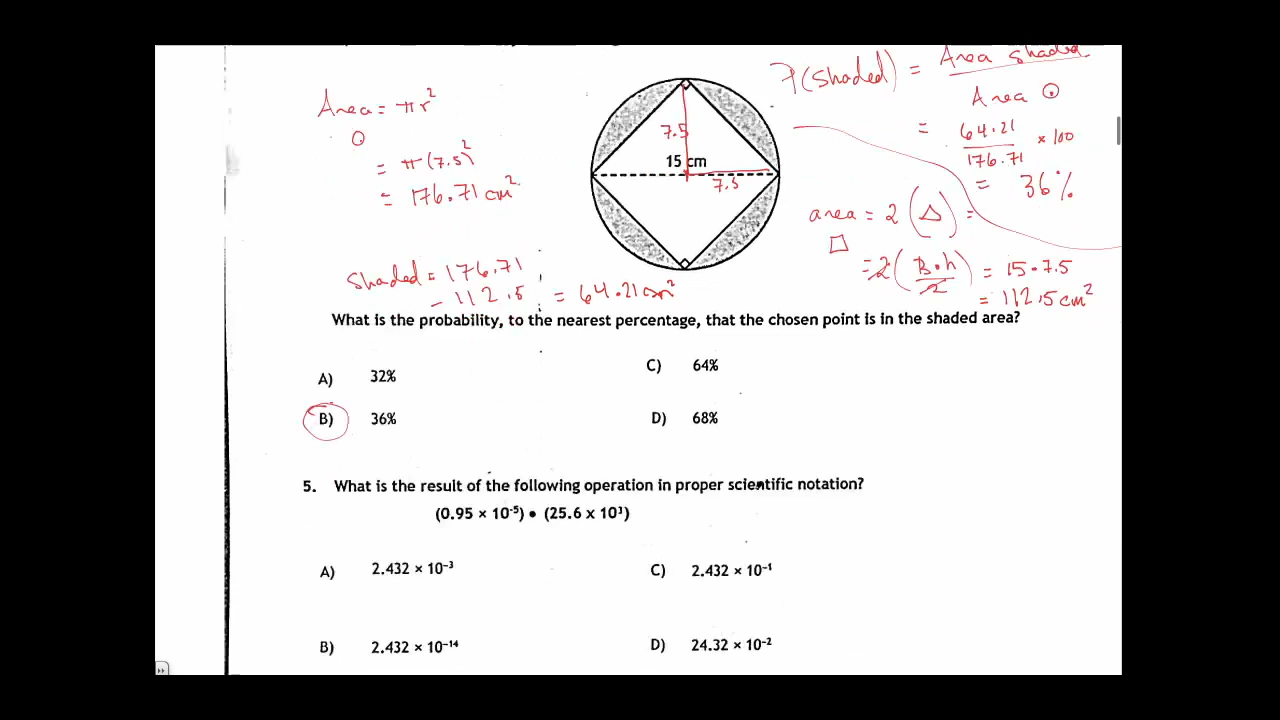 P(shaded) = Area shaded
Area ⊙
= 64.21 × 100
176.71
= 36%
Area = πr²
⊙
= π(7.5)²
= 176.71 cm²
7.5
15 cm
7.5
area = 2(△) =
□
= 2(B·h/2) = 15·7.5
= 112.5 cm²
shaded = 176.71
- 112.5 = 64.21 cm²
What is the probability, to the nearest percentage, that the chosen point is in the shaded area?
A) 32%
C) 64%
B) 36%
D) 68%
5. What is the result of the following operation in proper scientific notation?
(0.95 × 10⁻⁵) • (25.6 x 10³)
A) 2.432 × 10⁻³
C) 2.432 × 10⁻¹
B) 2.432 × 10⁻¹⁴
D) 24.32 × 10⁻²